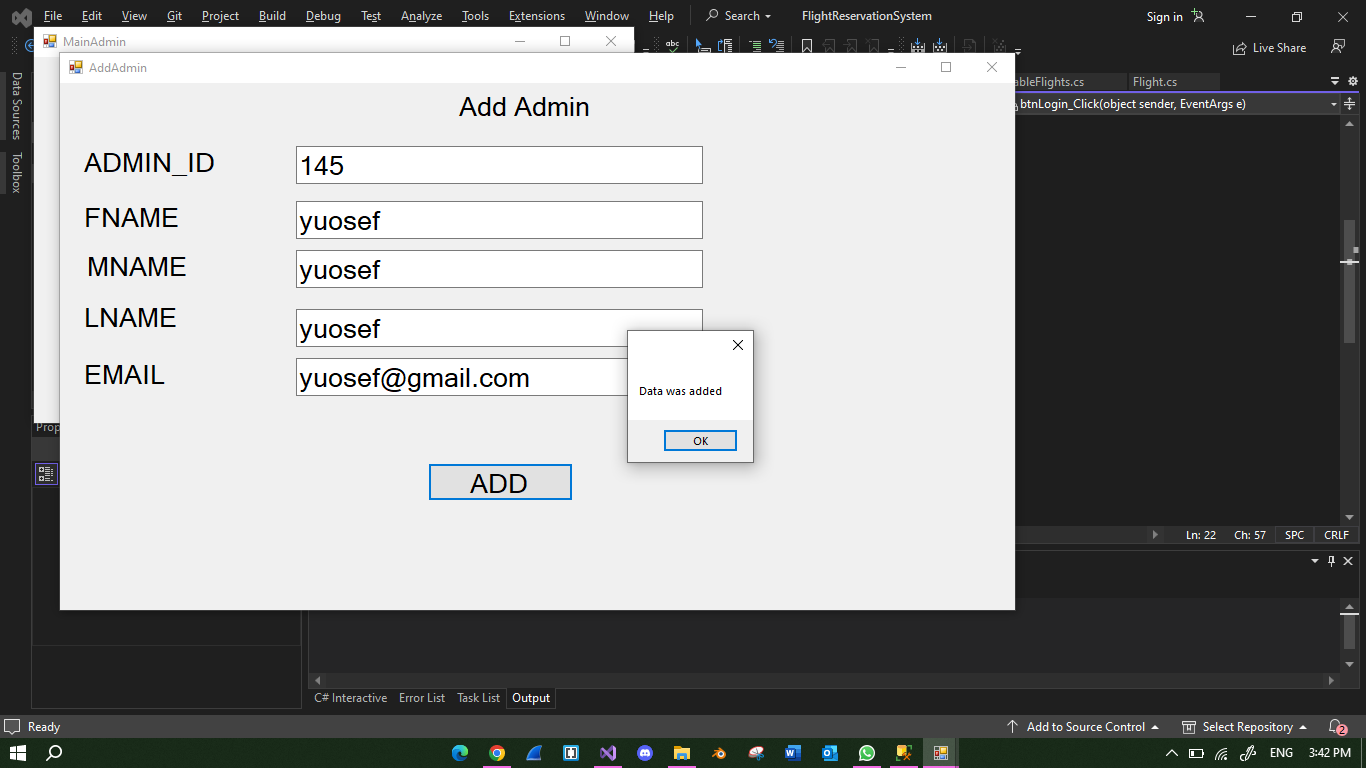 File Edit View Git Project Build Debug Test Analyze Tools Extensions Window Help Search FlightReservationSystem Sign in
MainAdmin
abc
Live Share
AddAdmin
Data Sources
Toolbox
ableFlights.cs Flight.cs
btnLogin_Click(object sender, EventArgs e)
Add Admin
ADMIN_ID 145
FNAME yuosef
MNAME yuosef
LNAME yuosef
EMAIL yuosef@gmail.com
Data was added
OK
Prop
ADD
Ln: 22 Ch: 57 SPC CRLF
C# Interactive Error List Task List Output
Ready Add to Source Control Select Repository 2
ENG 3:42 PM